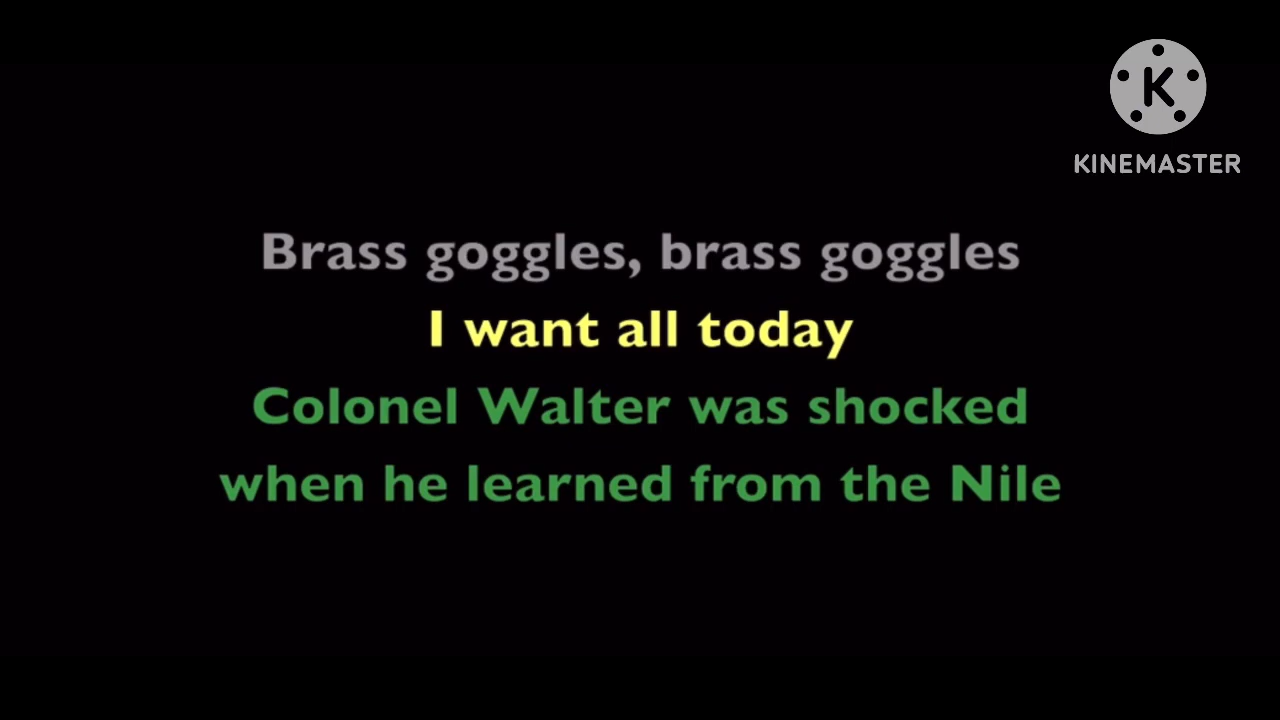 K
KINEMASTER
Brass goggles, brass goggles
I want all today
Colonel Walter was shocked
when he learned from the Nile